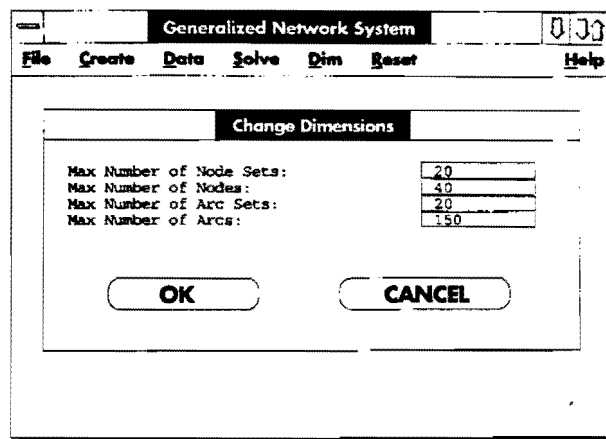 Generalized Network System
File Create Data Solve Dim Reset Help
Change Dimensions
Max Number of Node Sets: 20
Max Number of Nodes: 40
Max Number of Arc Sets: 20
Max Number of Arcs: 150
OK CANCEL